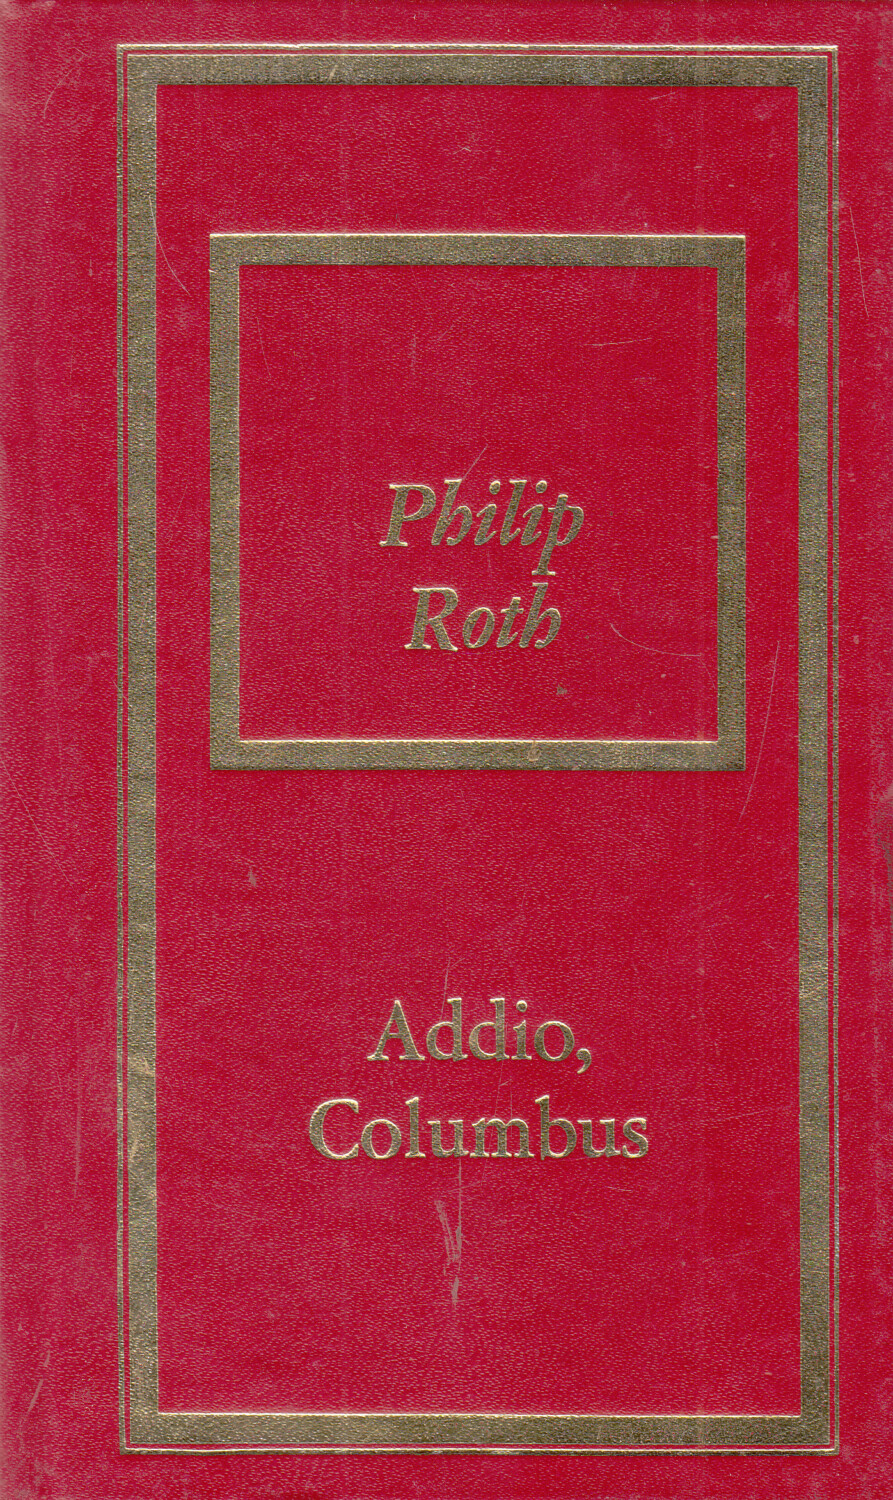 Philip
Roth
Addio,
Columbus